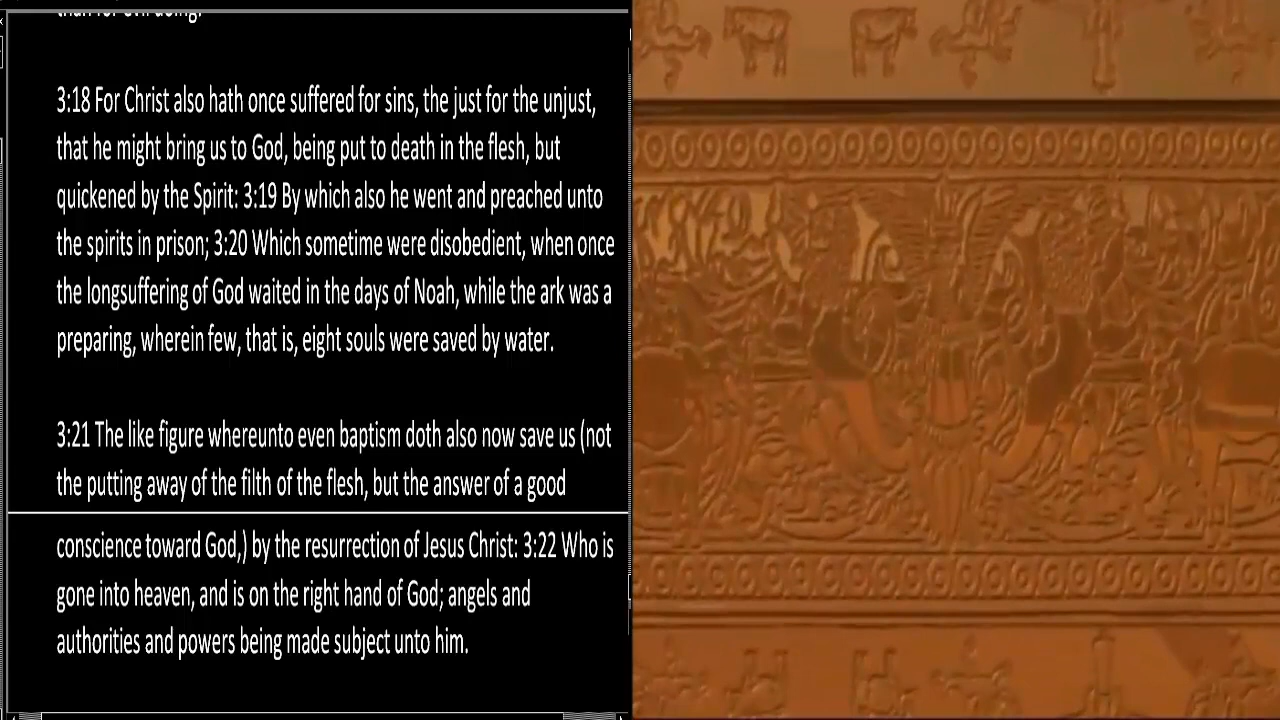 3:18 For Christ also hath once suffered for sins, the just for the unjust,
that he might bring us to God, being put to death in the flesh, but
quickened by the Spirit: 3:19 By which also he went and preached unto
the spirits in prison; 3:20 Which sometime were disobedient, when once
the longsuffering of God waited in the days of Noah, while the ark was a
preparing, wherein few, that is, eight souls were saved by water.
3:21 The like figure whereunto even baptism doth also now save us (not
the putting away of the filth of the flesh, but the answer of a good
conscience toward God,) by the resurrection of Jesus Christ: 3:22 Who is
gone into heaven, and is on the right hand of God; angels and
authorities and powers being made subject unto him.